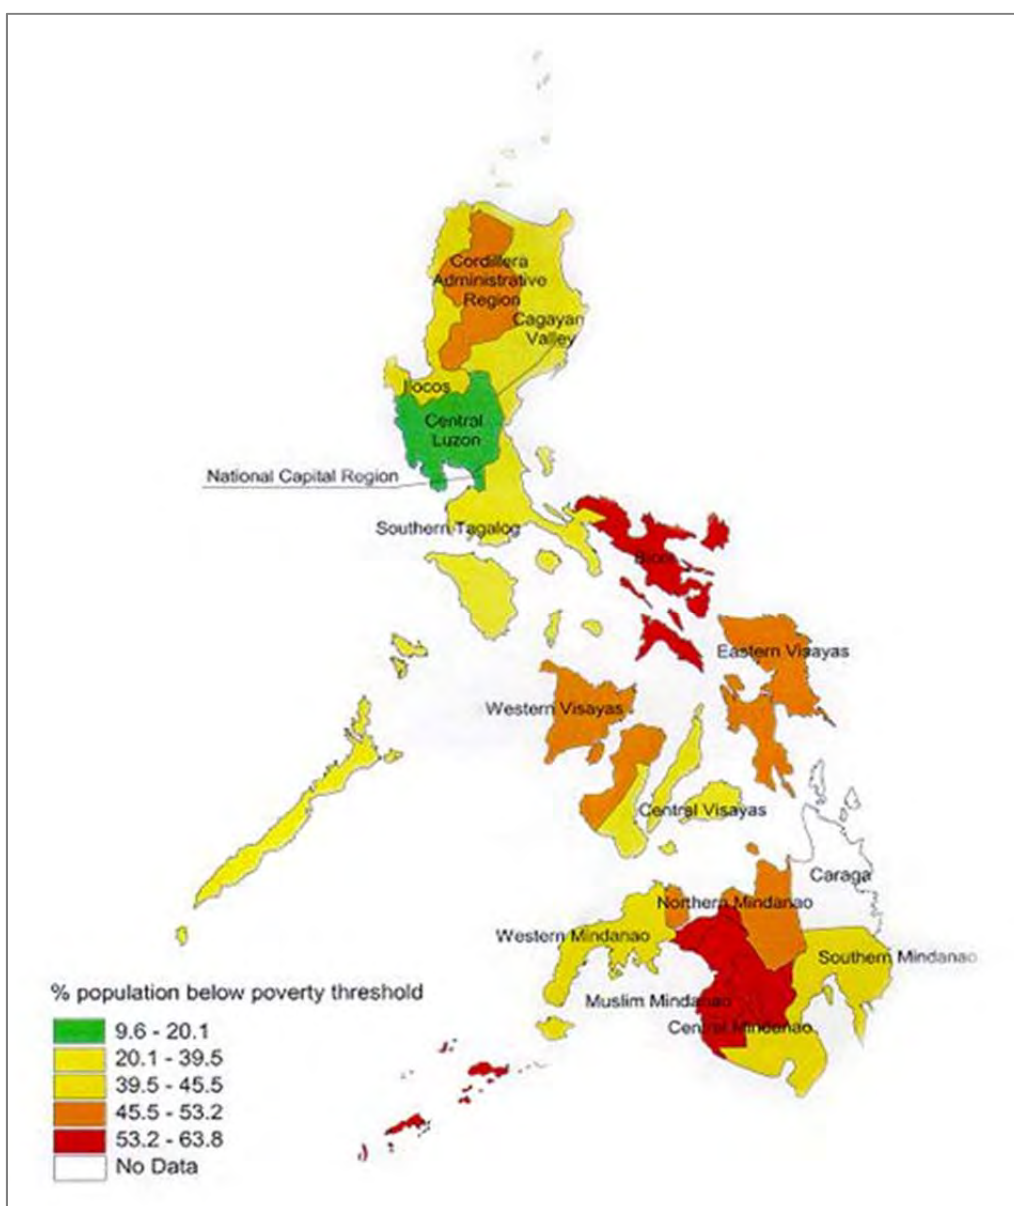 Cordillera
Administrative
Region
Cagayan
Valley
Ilocos
Central
Luzon
National Capital Region
Southern Tagalog
Bicol
Eastern Visayas
Western Visayas
Central Visayas
Caraga
Northern Mindanao
Western Mindanao
Southern Mindanao
Muslim Mindanao
Central Mindanao
% population below poverty threshold
9.6 - 20.1
20.1 - 39.5
39.5 - 45.5
45.5 - 53.2
53.2 - 63.8
No Data